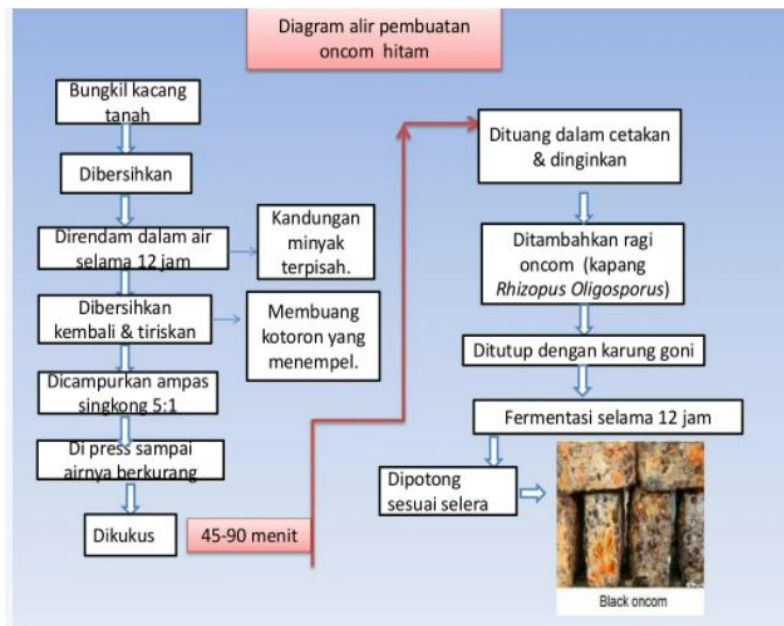 Diagram alir pembuatan
oncom hitam
Bungkil kacang
tanah
Dibersihkan
Direndam dalam air
selama 12 jam
Kandungan
minyak
terpisah.
Dibersihkan
kembali & tiriskan
Membuang
kotoron yang
menempel.
Dicampurkan ampas
singkong 5:1
Di press sampai
airnya berkurang
Dikukus
45-90 menit
Dituang dalam cetakan
& dinginkan
Ditambahkan ragi
oncom (kapang
Rhizopus Oligosporus)
Ditutup dengan karung goni
Fermentasi selama 12 jam
Dipotong
sesuai selera
Black oncom